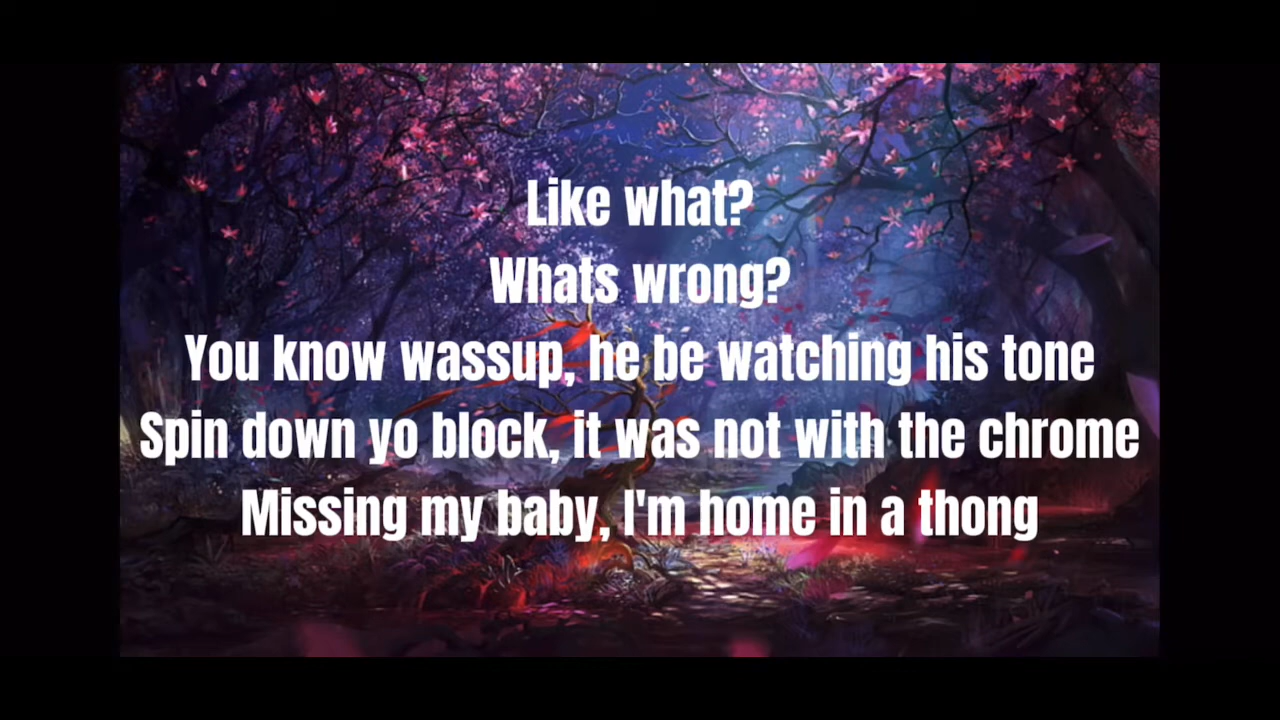 Like what?
Whats wrong?
You know wassup, he be watching his tone
Spin down yo block, it was not with the chrome
Missing my baby, I'm home in a thong